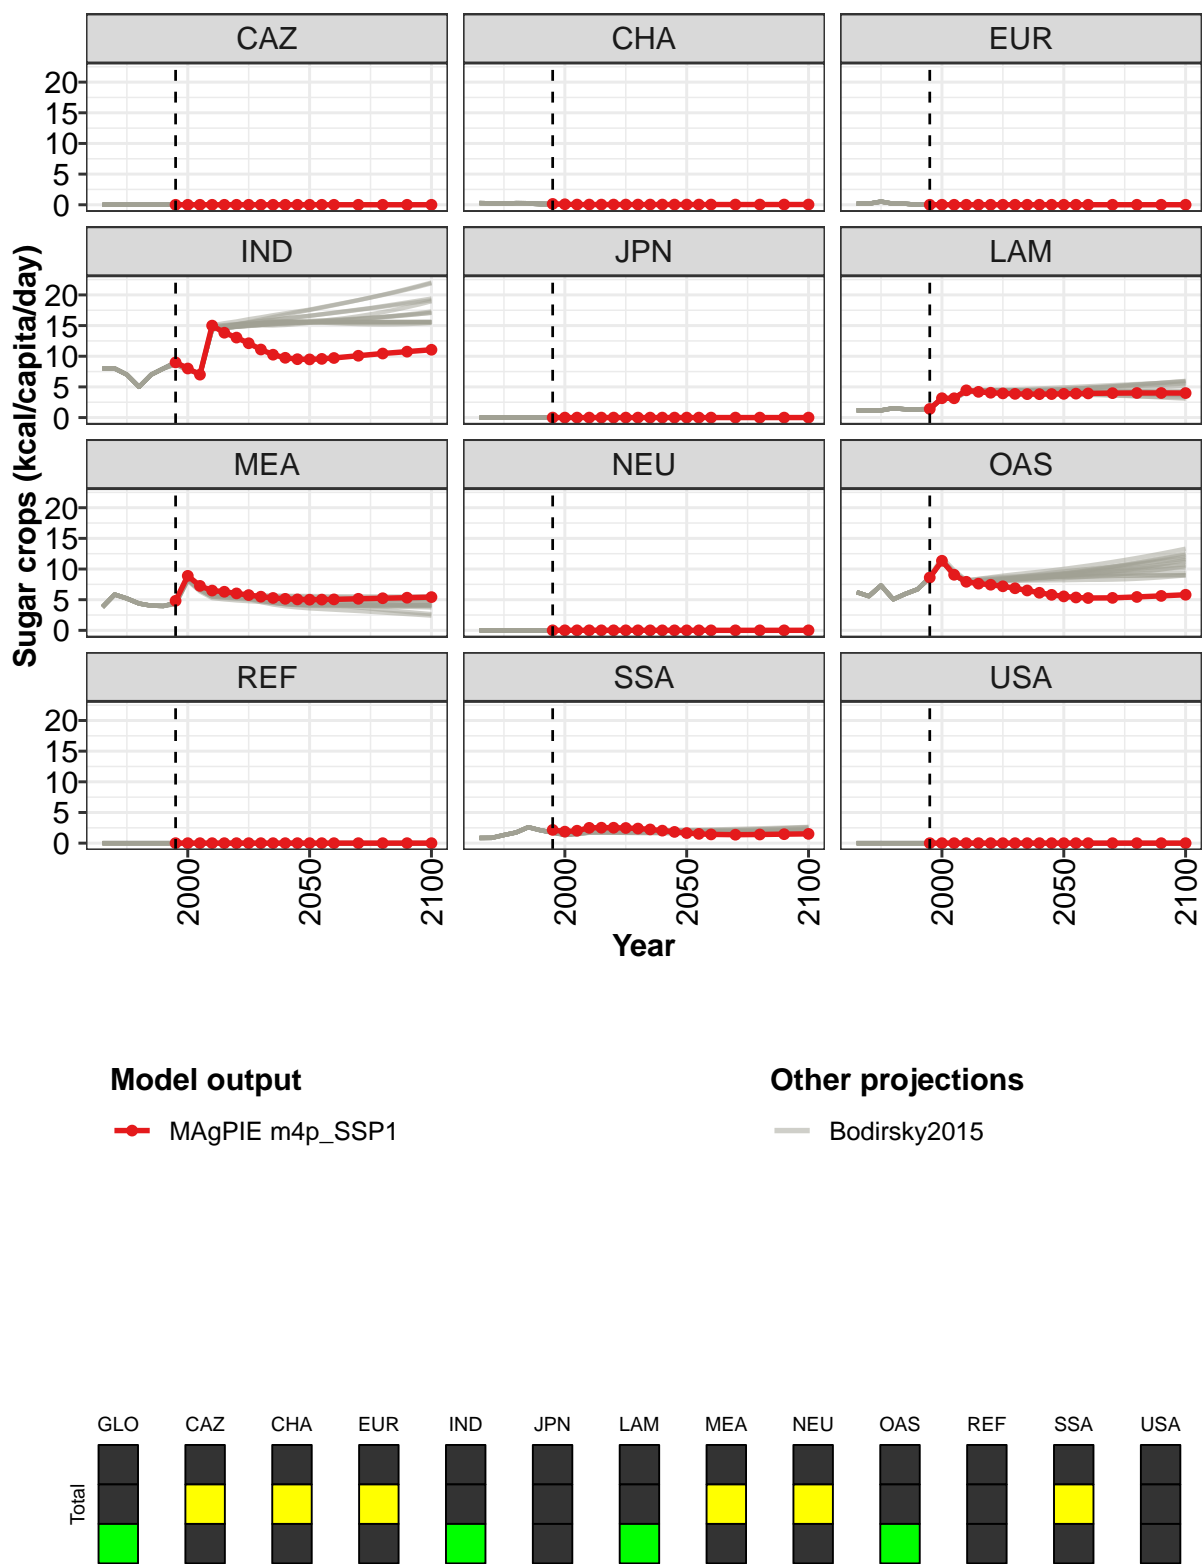 CAZ CHA EUR
20
15
10
5
0
IND JPN LAM
20
15
10
5
0
MEA NEU OAS
20
15
10
5
0
REF SSA USA
20
15
10
5
0
Sugar crops (kcal/capita/day)
2000 2050 2100 2000 2050 2100 2000 2050 2100
Year
Model output Other projections
MAgPIE m4p_SSP1 Bodirsky2015
GLO CAZ CHA EUR IND JPN LAM MEA NEU OAS REF SSA USA
Total